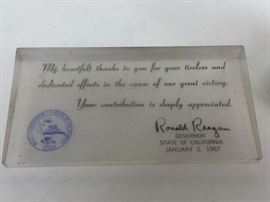 My heartfelt thanks to you for your tireless and
dedicated efforts in the cause of our great victory.
Your contribution is deeply appreciated.
Ronald Reagan
GOVERNOR
STATE OF CALIFORNIA
JANUARY 2, 1967